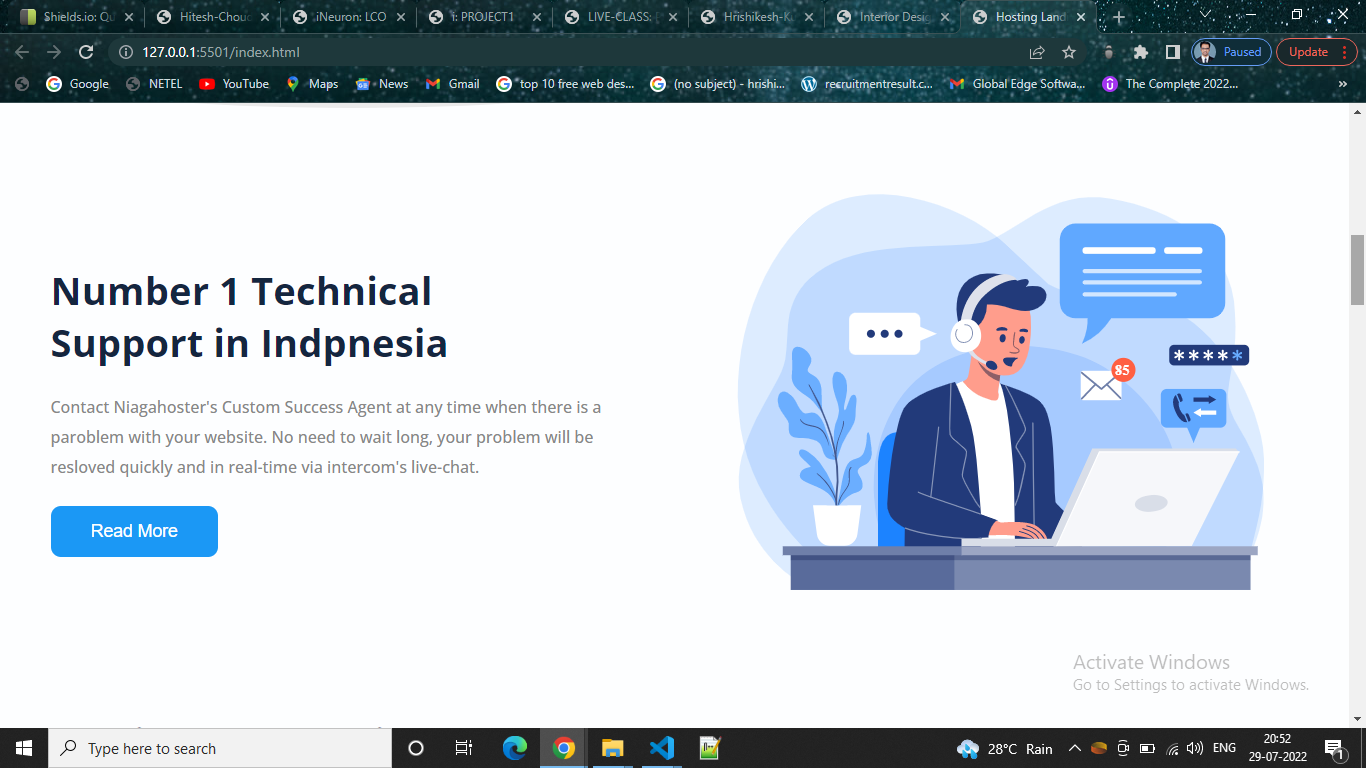 Shields.io: Qu
Hitesh-Chouc
iNeuron: LCO
i: PROJECT1
LIVE-CLASS:
Hrishikesh-K
Interior Desig
Hosting Land
127.0.0.1:5501/index.html
Paused
Update
Google
NETEL
YouTube
Maps
News
Gmail
top 10 free web des...
(no subject) - hrishi...
recruitmentresult.c...
Global Edge Softwa...
The Complete 2022...
»
Number 1 Technical
Support in Indpnesia
Contact Niagahoster's Custom Success Agent at any time when there is a
paroblem with your website. No need to wait long, your problem will be
resloved quickly and in real-time via intercom's live-chat.
Read More
85
*****
Activate Windows
Go to Settings to activate Windows.
Type here to search
28°C Rain
ENG
20:52
29-07-2022
1